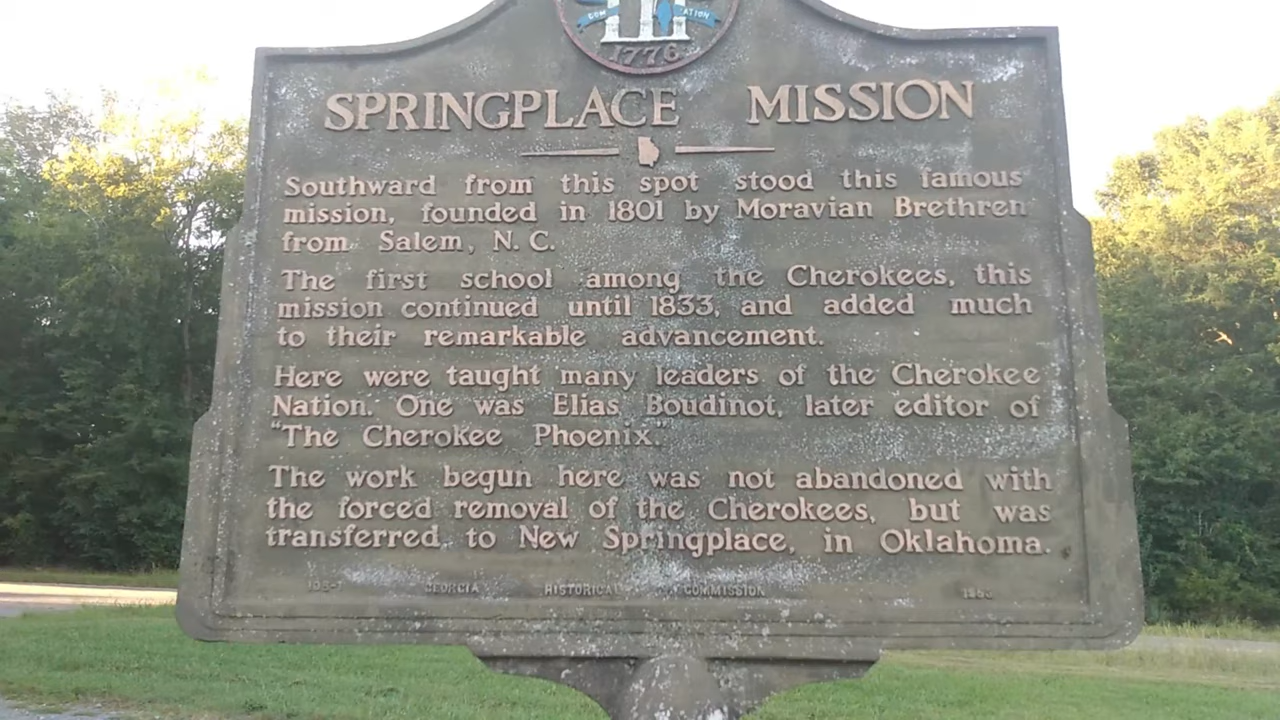 1776
SPRINGPLACE MISSION
Southward from this spot stood this famous
mission, founded in 1801 by Moravian Brethren
from Salem, N. C.
The first school among the Cherokees, this
mission continued until 1833, and added much
to their remarkable advancement.
Here were taught many leaders of the Cherokee
Nation. One was Elias Boudinot, later editor of
"The Cherokee Phoenix."
The work begun here was not abandoned with
the forced removal of the Cherokees, but was
transferred to New Springplace, in Oklahoma.
GEORGIA HISTORICAL COMMISSION